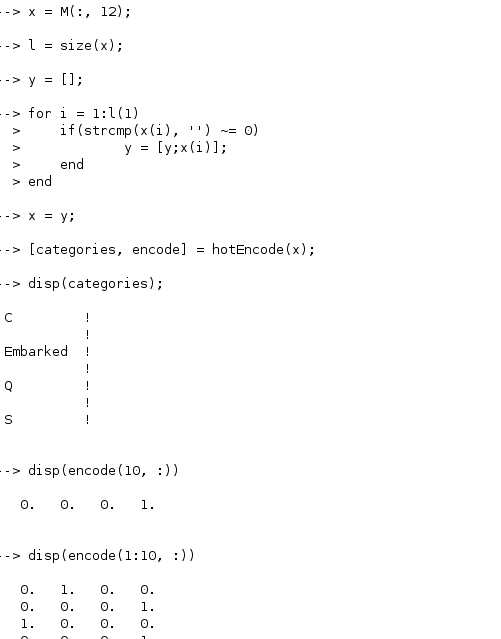 --> x = M(:, 12);
--> l = size(x);
--> y = [];
--> for i = 1:l(1)
  >     if(strcmp(x(i), '') ~= 0)
  >             y = [y;x(i)];
  >     end
  > end
--> x = y;
--> [categories, encode] = hotEncode(x);
--> disp(categories);
C         !
          !
Embarked  !
          !
Q         !
          !
S         !
--> disp(encode(10, :))
0.   0.   0.   1.
--> disp(encode(1:10, :))
0.   1.   0.   0.
0.   0.   0.   1.
1.   0.   0.   0.